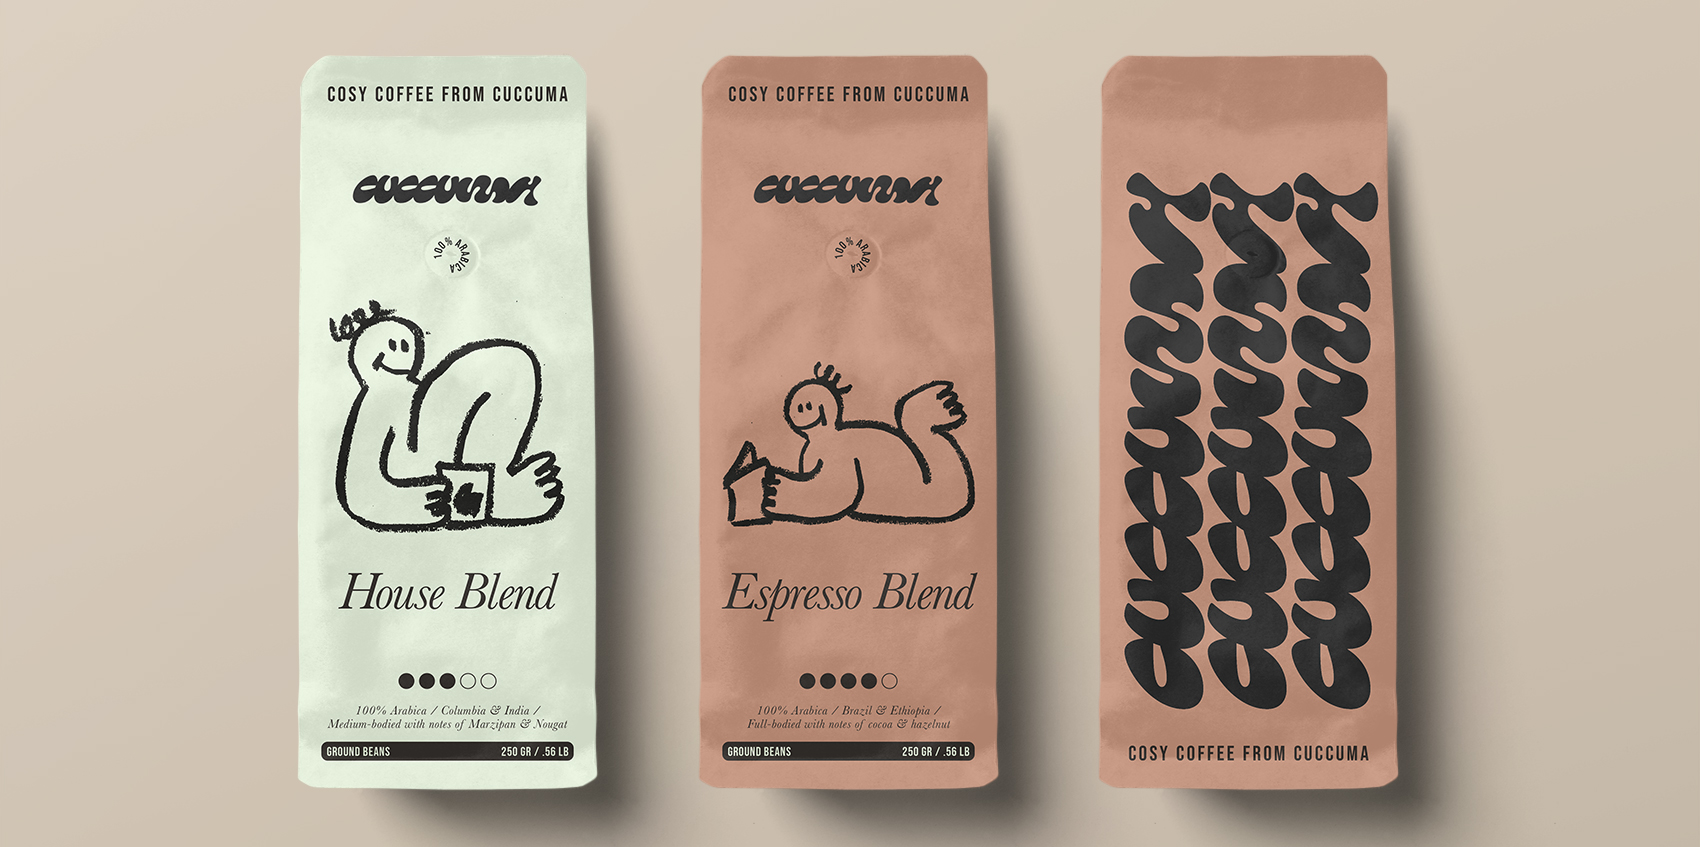 COSY COFFEE FROM CUCCUMA
CUCCUMA
100% ARABICA
House Blend
100% Arabica / Columbia & India /
Medium-bodied with notes of Marzipan & Nougat
GROUND BEANS 250 GR / .56 LB
COSY COFFEE FROM CUCCUMA
CUCCUMA
100% ARABICA
Espresso Blend
100% Arabica / Brazil & Ethiopia /
Full-bodied with notes of cocoa & hazelnut
GROUND BEANS 250 GR / .56 LB
CUCCUMA
CUCCUMA
CUCCUMA
COSY COFFEE FROM CUCCUMA